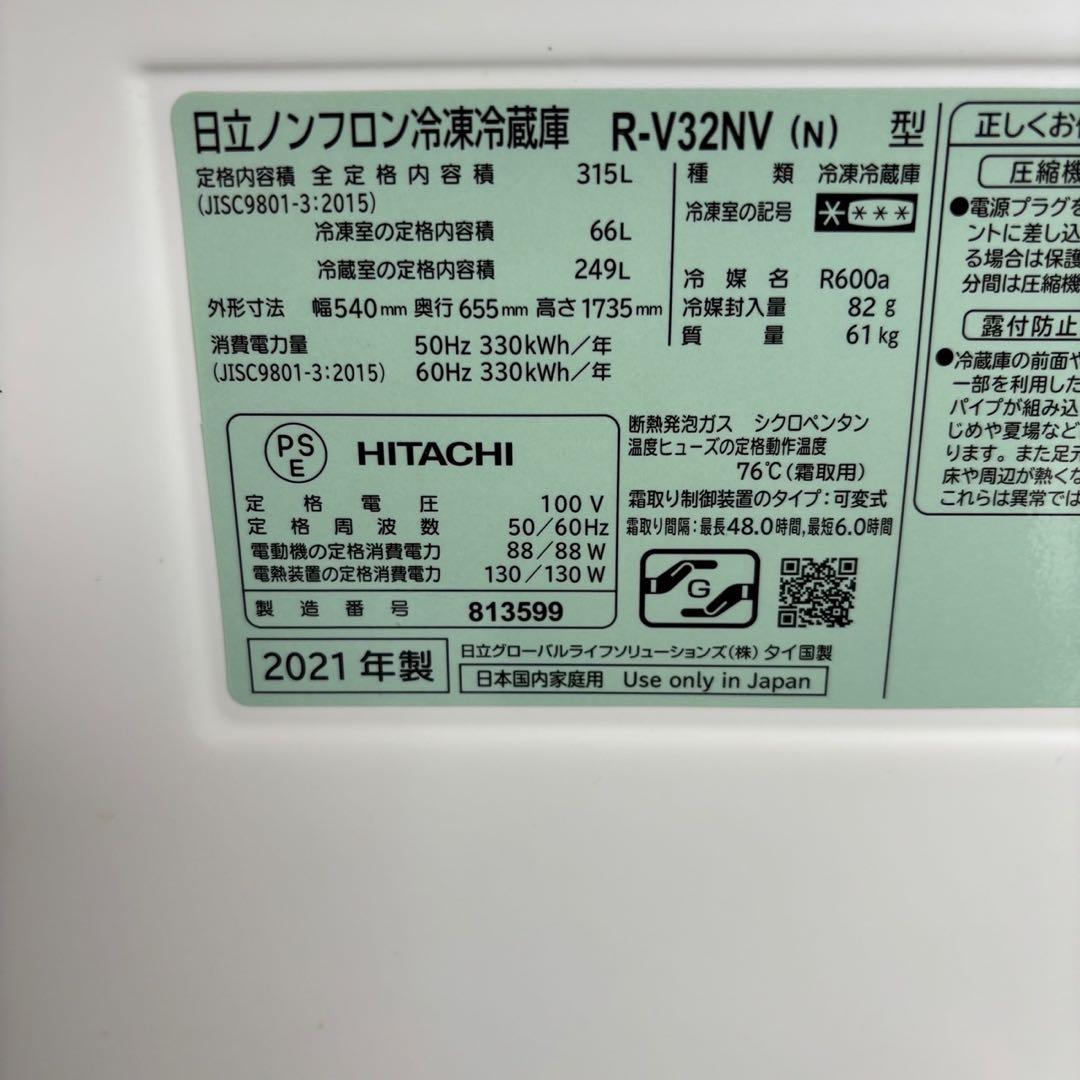 日立ノンフロン冷凍冷蔵庫 R-V32NV (N) 型
定格内容積 全定格内容積 315L
(JISC9801-3:2015)
冷凍室の定格内容積 66L
冷蔵室の定格内容積 249L
外形寸法 幅540mm 奥行655mm 高さ1735mm
消費電力量 50Hz 330kWh/年
(JISC9801-3:2015) 60Hz 330kWh/年
種類 冷凍冷蔵庫
冷凍室の記号 * ***
冷媒名 R600a
冷媒封入量 82g
質量 61kg
PSE HITACHI
定格電圧 100V
定格周波数 50/60Hz
電動機の定格消費電力 88/88W
電熱装置の定格消費電力 130/130W
製造番号 813599
断熱発泡ガス シクロペンタン
温度ヒューズの定格動作温度
76℃(霜取用)
霜取り制御装置のタイプ:可変式
霜取り間隔:最長48.0時間,最短6.0時間
G
2021年製
日立グローバルライフソリューションズ(株) タイ国製
日本国内家庭用 Use only in Japan
正しくお
圧縮機
●電源プラグを
ントに差し込
る場合は保護
分間は圧縮機
露付防止
●冷蔵庫の前面や
一部を利用した
パイプが組み込
じめや夏場など
ります。また足元
床や周辺が熱くな
これらは異常では